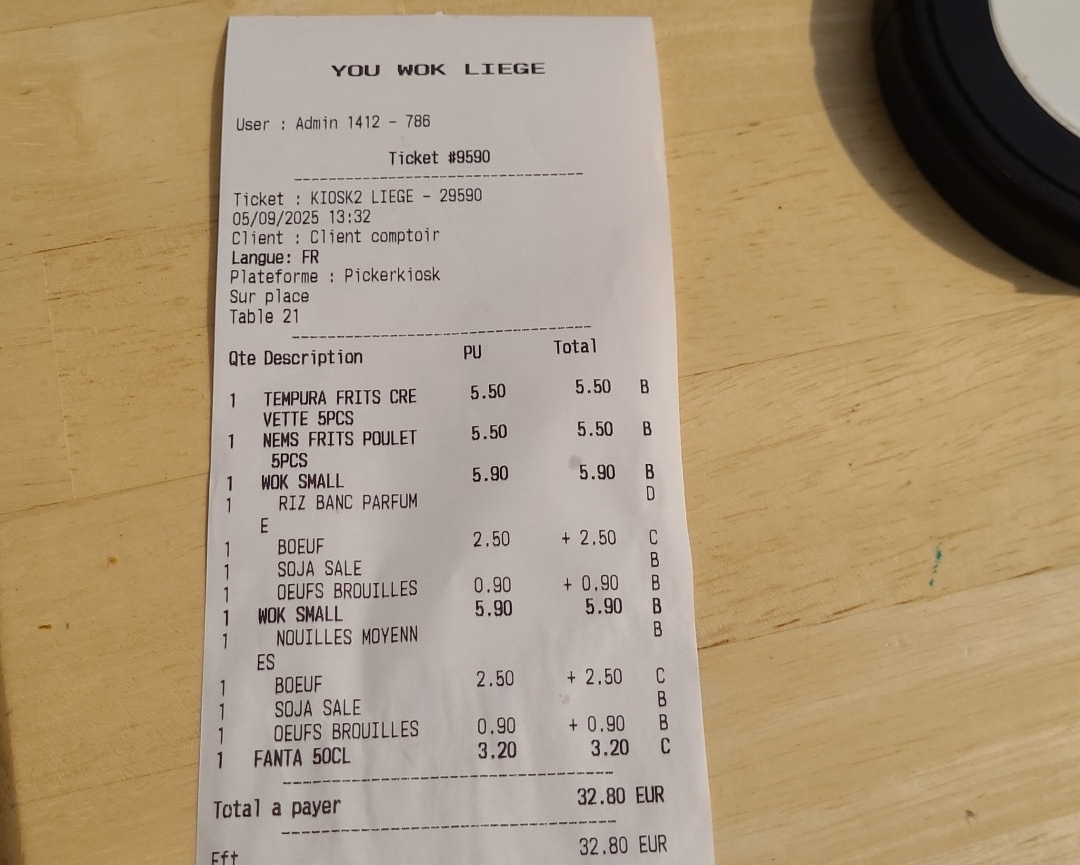 YOU WOK LIEGE
User : Admin 1412 - 786
Ticket #9590
Ticket : KIOSK2 LIEGE - 29590
05/09/2025 13:32
Client : Client comptoir
Langue: FR
Plateforme : Pickerkiosk
Sur place
Table 21
Qte Description PU Total
1 TEMPURA FRITS CRE 5.50 5.50 B
VETTE 5PCS
1 NEMS FRITS POULET 5.50 5.50 B
5PCS
1 WOK SMALL 5.90 5.90 B
1 RIZ BANC PARFUM D
E
1 BOEUF 2.50 + 2.50 C
1 SOJA SALE B
1 OEUFS BROUILLES 0.90 + 0.90 B
1 WOK SMALL 5.90 5.90 B
1 NOUILLES MOYENN B
ES
1 BOEUF 2.50 + 2.50 C
1 SOJA SALE B
1 OEUFS BROUILLES 0.90 + 0.90 B
1 FANTA 50CL 3.20 3.20 C
Total a payer 32.80 EUR
Eft 32.80 EUR